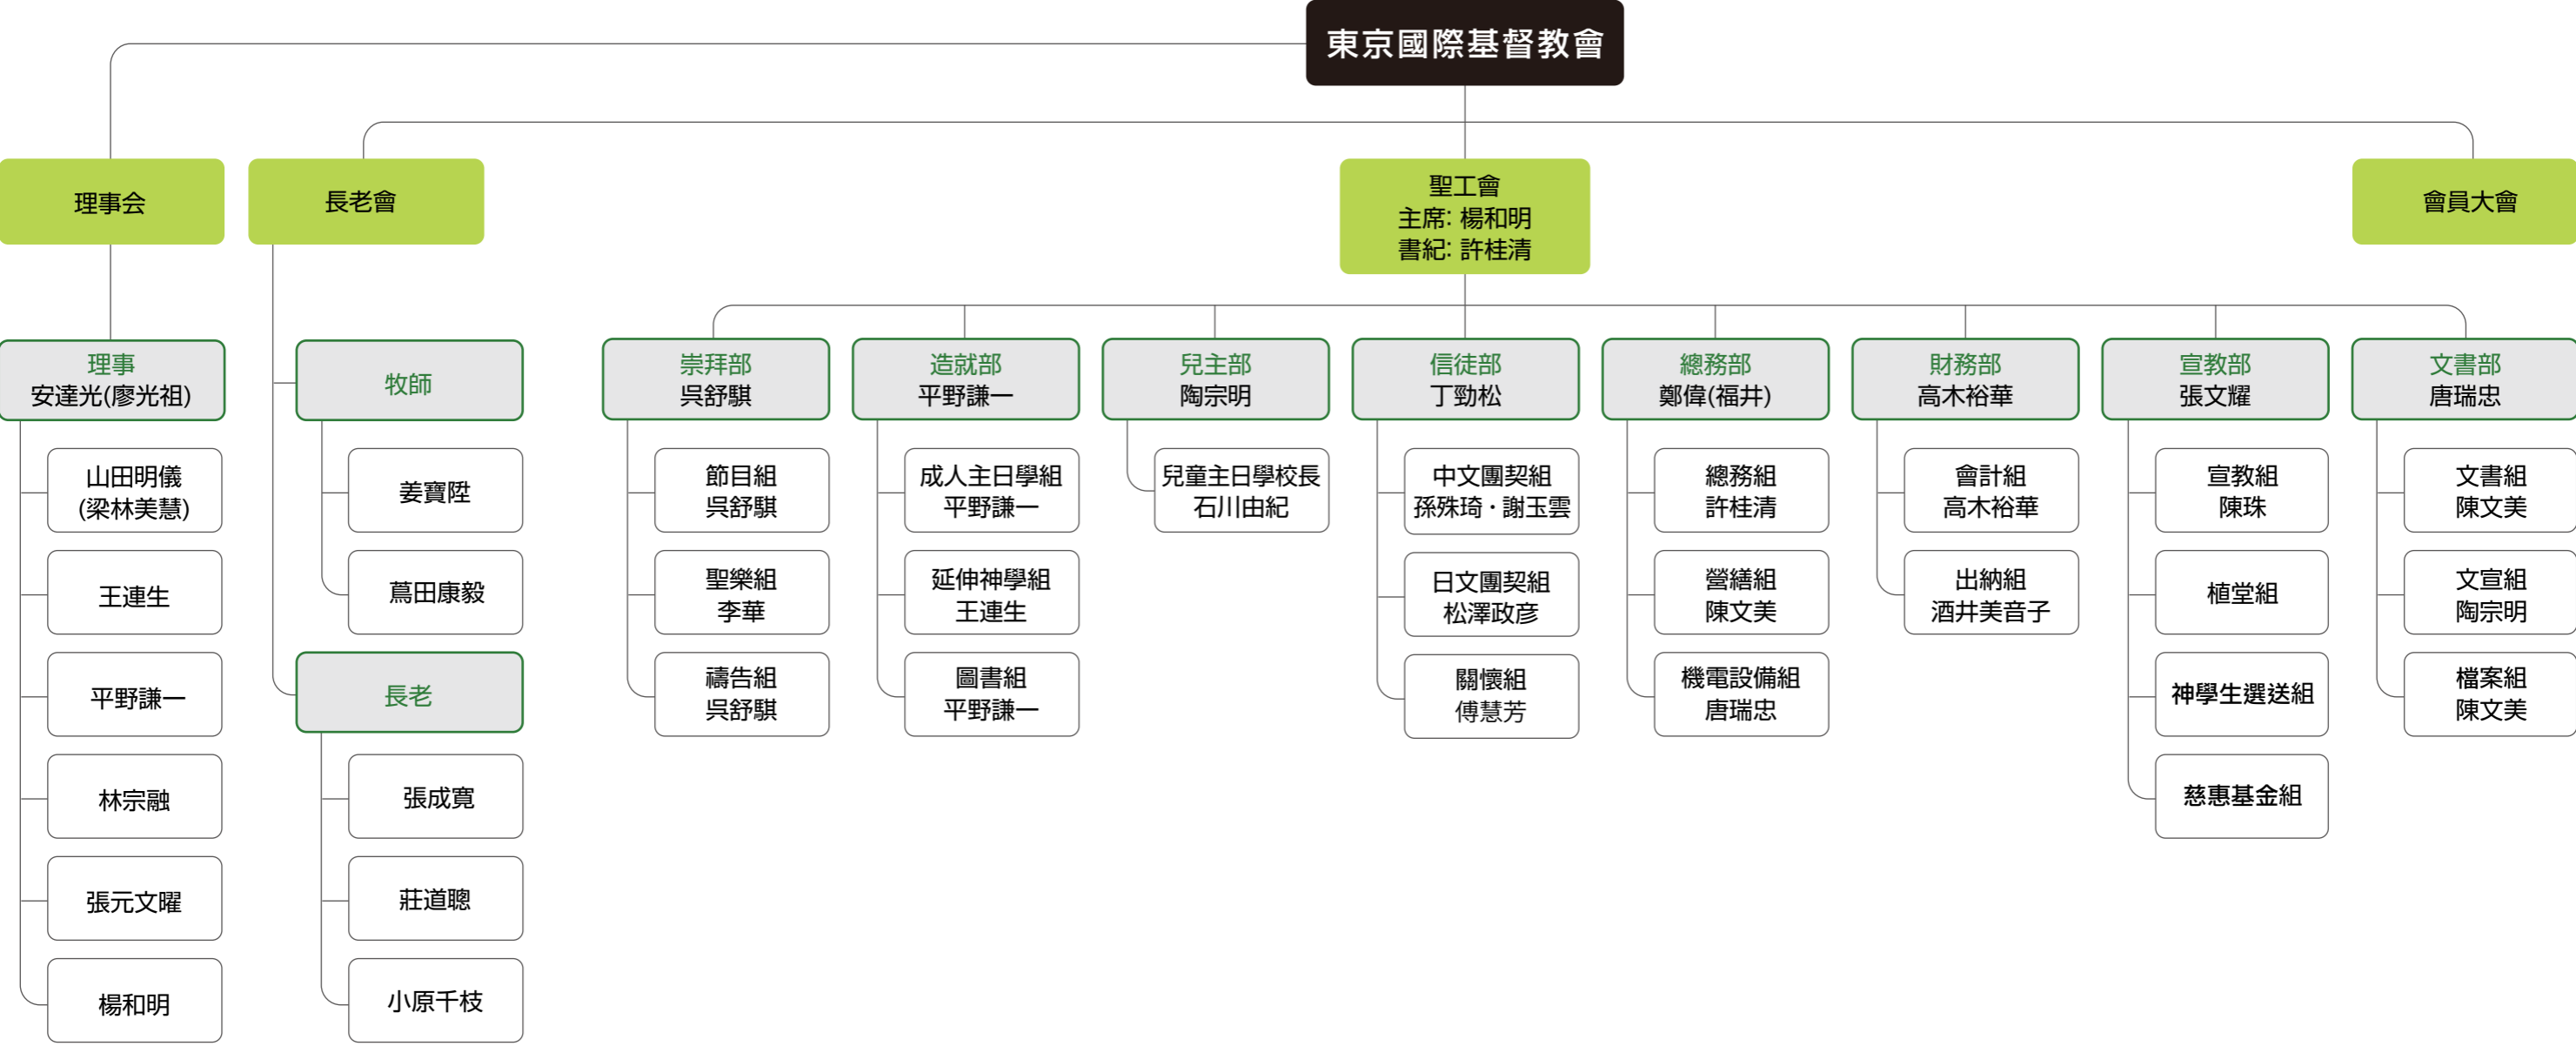 東京國際基督教會
理事会
長老會
聖工會
主席: 楊和明
書紀: 許桂清
會員大會
理事
安達光(廖光祖)
山田明儀
(梁林美慧)
王連生
平野謙一
林宗融
張元文曜
楊和明
牧師
姜寶陞
蔦田康毅
長老
張成寬
莊道聰
小原千枝
崇拜部
吳舒騏
節目組
吳舒騏
聖樂組
李華
禱告組
吳舒騏
造就部
平野謙一
成人主日學組
平野謙一
延伸神學組
王連生
圖書組
平野謙一
兒主部
陶宗明
兒童主日學校長
石川由紀
信徒部
丁勁松
中文團契組
孫殊琦・謝玉雲
日文團契組
松澤政彦
關懷組
傅慧芳
總務部
鄭偉(福井)
總務組
許桂清
營繕組
陳文美
機電設備組
唐瑞忠
財務部
高木裕華
會計組
高木裕華
出納組
酒井美音子
宣教部
張文耀
宣教組
陳珠
植堂組
神學生選送組
慈惠基金組
文書部
唐瑞忠
文書組
陳文美
文宣組
陶宗明
檔案組
陳文美